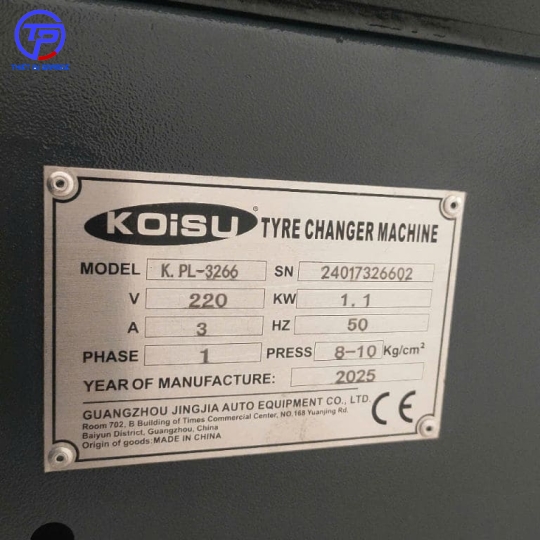 TP
KOiSU® TYRE CHANGER MACHINE
MODEL K.PL-3266 SN 24017326602
V 220 KW 1.1
A 3 HZ 50
PHASE 1 PRESS 8-10 Kg/cm²
YEAR OF MANUFACTURE: 2025
GUANGZHOU JINGJIA AUTO EQUIPMENT CO., LTD.
Room 702, B Building of Times Commercial Center, NO.168 Yuanjing Rd.
Baiyun District, Guangzhou, China
Origin of goods:MADE IN CHINA
CE